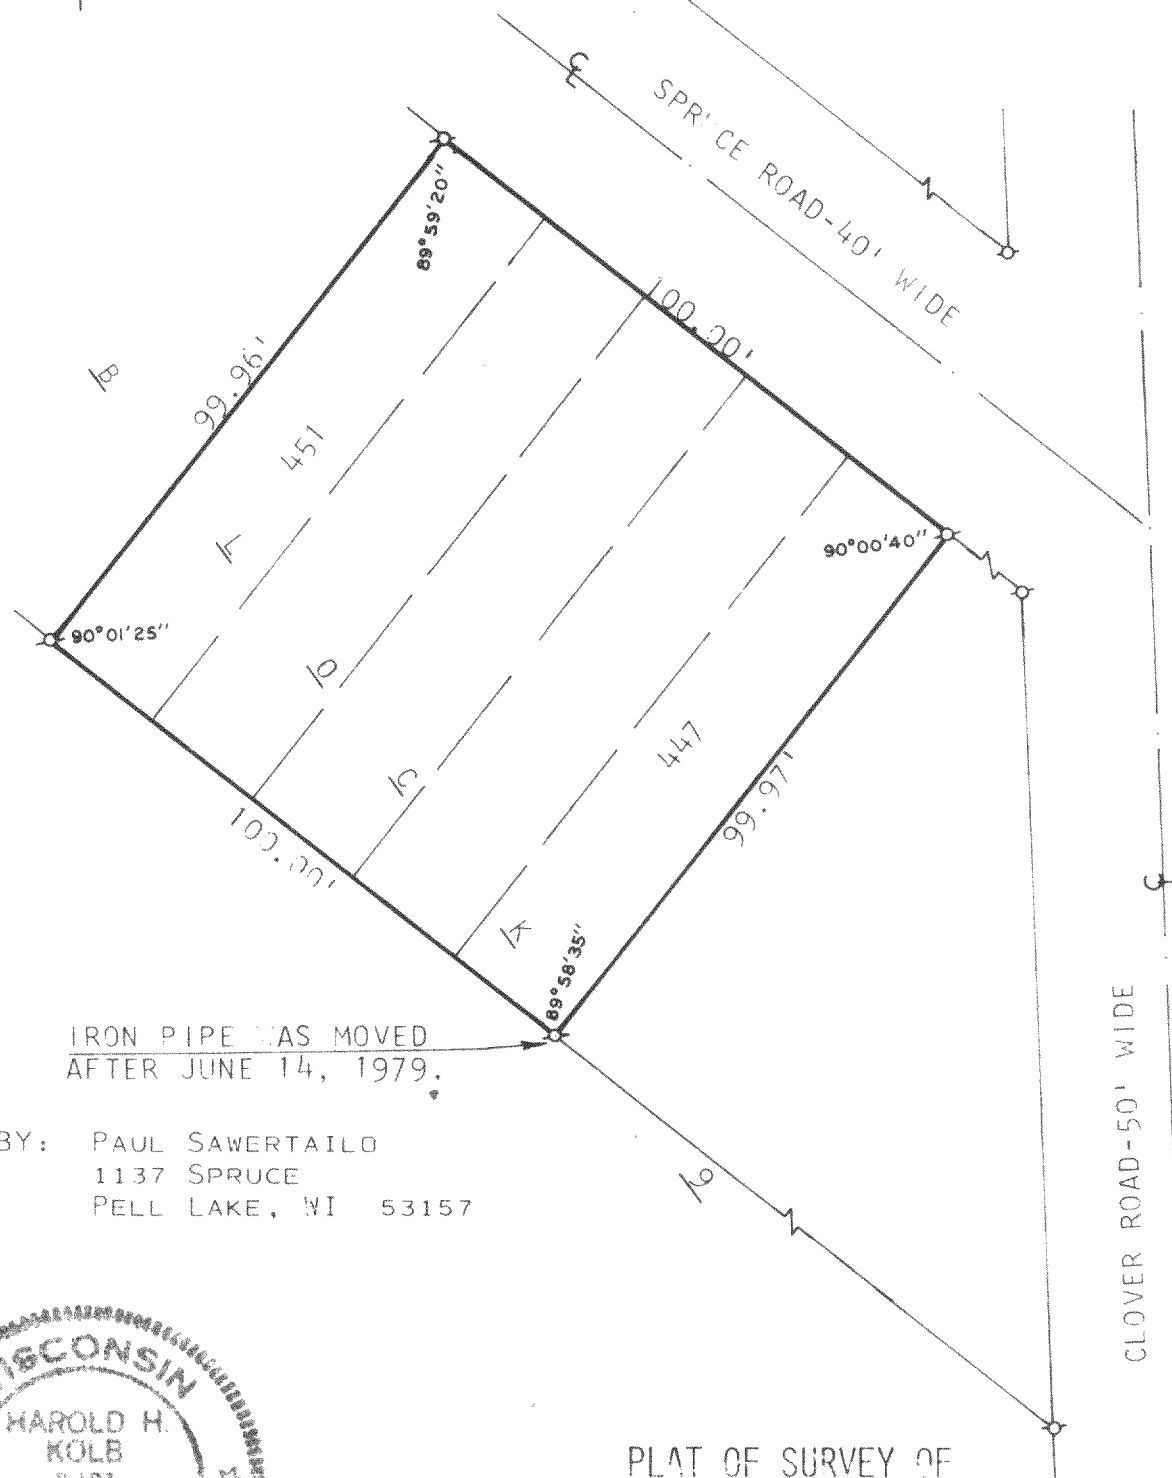 ℄
SPRUCE ROAD-40' WIDE
89°59'20"
100.00'
99.96'
B
451
L
90°00'40"
90°01'25"
O
447
G
99.97'
100.00'
K
89°58'35"
℄
IRON PIPE WAS MOVED
AFTER JUNE 14, 1979.
CLOVER ROAD-50' WIDE
BY: PAUL SAWERTAILO
1137 SPRUCE
PELL LAKE, WI 53157
2
WISCONSIN
HAROLD H.
KOLB
PLAT OF SURVEY OF